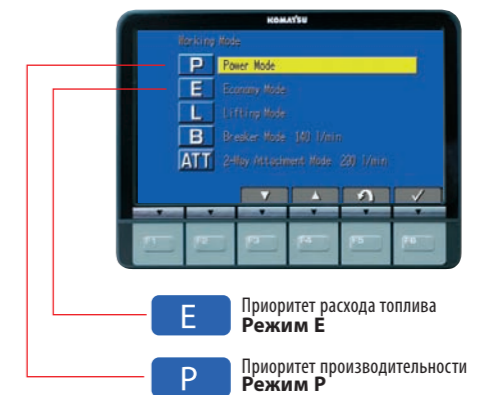 KOMATSU
Working Mode
P Power Mode
E Economy Mode
L Lifting Mode
B Breaker Mode 140 l/min
ATT 2-Way Attachment Mode 220 l/min
F1 F2 F3 F4 F5 F6
E Приоритет расхода топлива
Режим E
P Приоритет производительности
Режим P